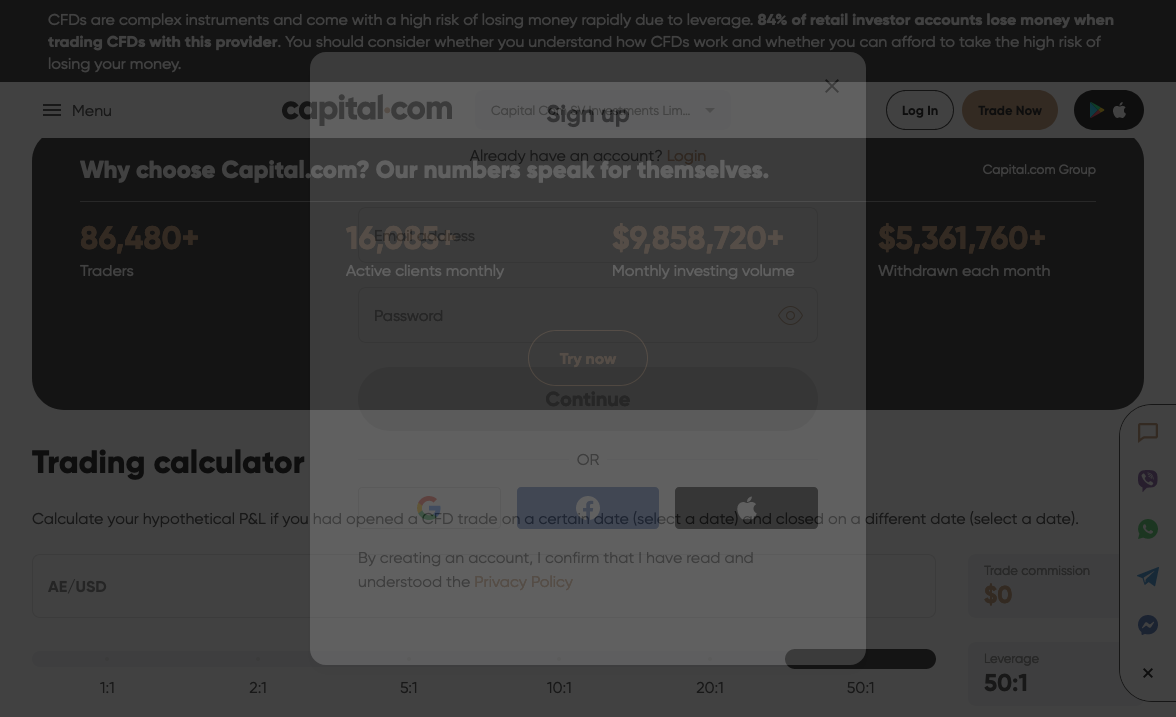 CFDs are complex instruments and come with a high risk of losing money rapidly due to leverage. 84% of retail investor accounts lose money when
trading CFDs with this provider. You should consider whether you understand how CFDs work and whether you can afford to take the high risk of
losing your money.
Menu
capital.com
Capital Com SV Investments Lim...
Log In
Trade Now
Sign up
Already have an account? Login
Why choose Capital.com? Our numbers speak for themselves.
Capital.com Group
86,480+
16,085+
$9,858,720+
$5,361,760+
Email address
Traders
Active clients monthly
Monthly investing volume
Withdrawn each month
Password
Try now
Continue
OR
Trading calculator
Calculate your hypothetical P&L if you had opened a CFD trade on a certain date (select a date) and closed on a different date (select a date).
By creating an account, I confirm that I have read and
understood the Privacy Policy
AE/USD
Trade commission
$0
Leverage
50:1
1:1
2:1
5:1
10:1
20:1
50:1